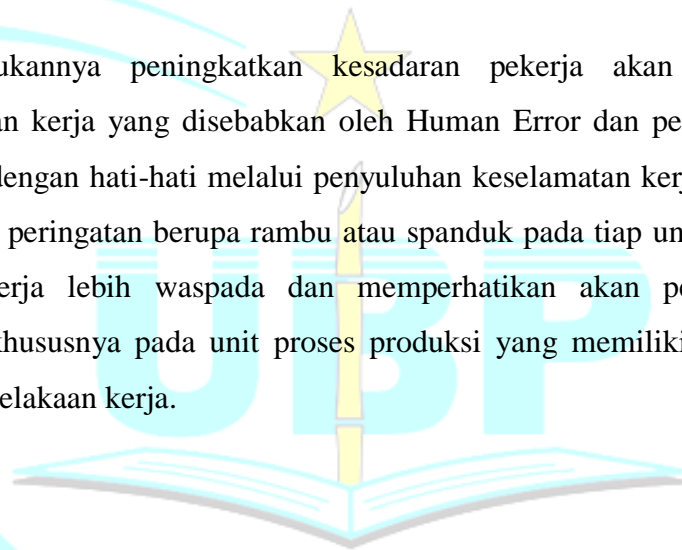 ukannya peningkatkan kesadaran pekerja akan
an kerja yang disebabkan oleh Human Error dan pe
dengan hati-hati melalui penyuluhan keselamatan kerj
peringatan berupa rambu atau spanduk pada tiap un
erja lebih waspada dan memperhatikan akan pe
khususnya pada unit proses produksi yang memiliki
elakaan kerja.
UBP